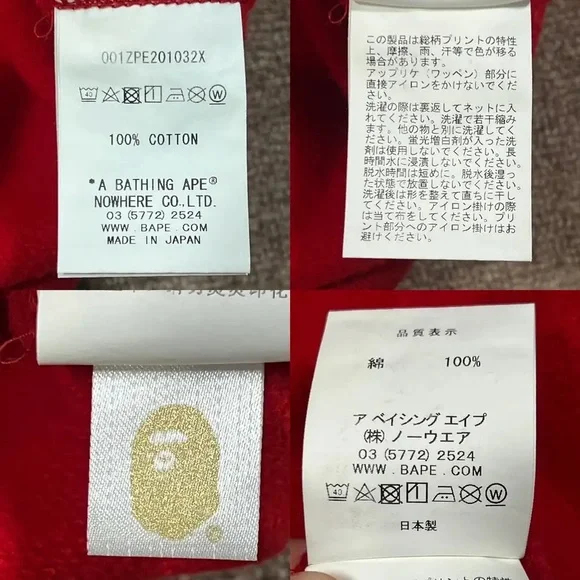 001ZPE201032X
40
100% COTTON
*A BATHING APE®
NOWHERE CO.,LTD.
03 (5772) 2524
WWW.BAPE.COM
MADE IN JAPAN
この製品は総柄プリントの特性
上、摩擦、雨、汗等で色が移る
場合があります。
アップリケ（ワッペン）部分に
直接アイロンをかけないでくだ
さい。
洗濯の際は裏返してネットに入
れてください。洗濯で若干縮み
ます。他の物と別に洗濯してく
ださい。蛍光増白剤が入った洗
剤は使用しないでください。長
時間水に浸漬しないでください。
脱水時間は短めに。脱水後湿っ
た状態で放置しないでください。
洗濯後は形を整えて直ちに干し
てください。アイロン掛けの際
は当て布をしてください。プリ
ント部分へのアイロン掛けはお
避けください。
®
品質表示
綿 100%
ア ベイシング エイプ
(株) ノーウエア
03 (5772) 2524
WWW.BAPE.COM
40
日本製